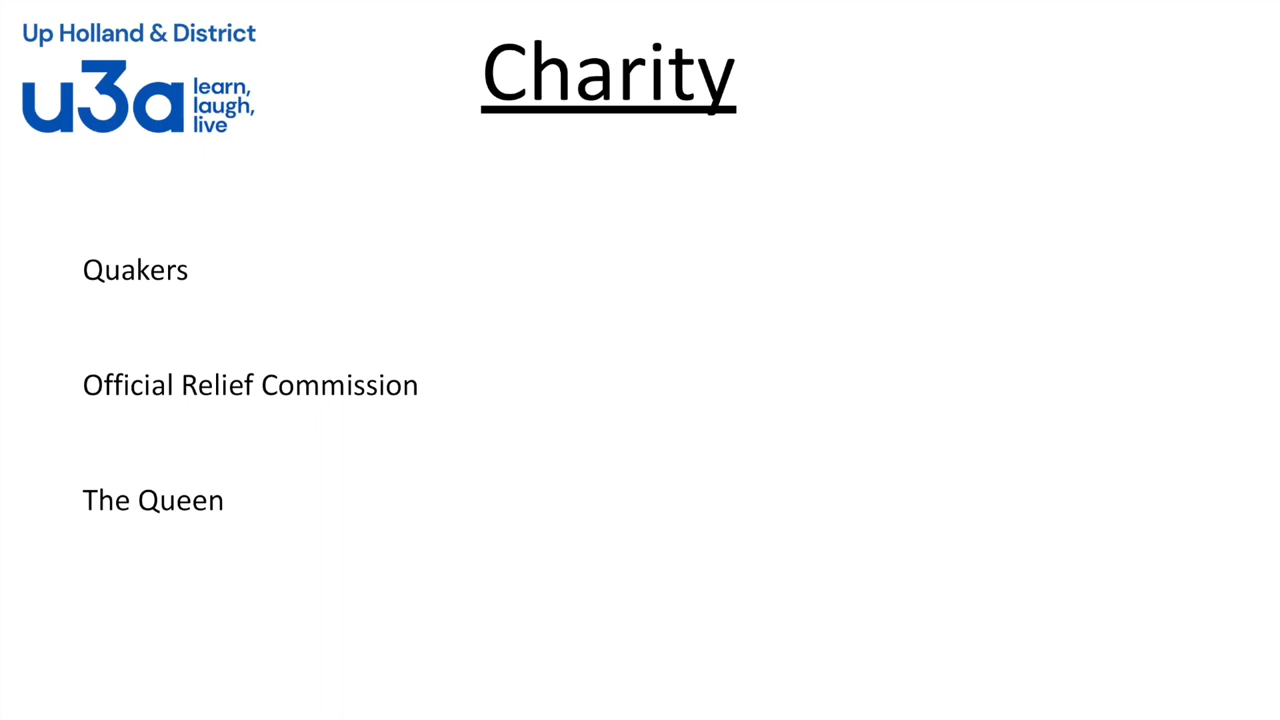 Up Holland & District
u3a
learn,
laugh,
live
Charity
Quakers
Official Relief Commission
The Queen